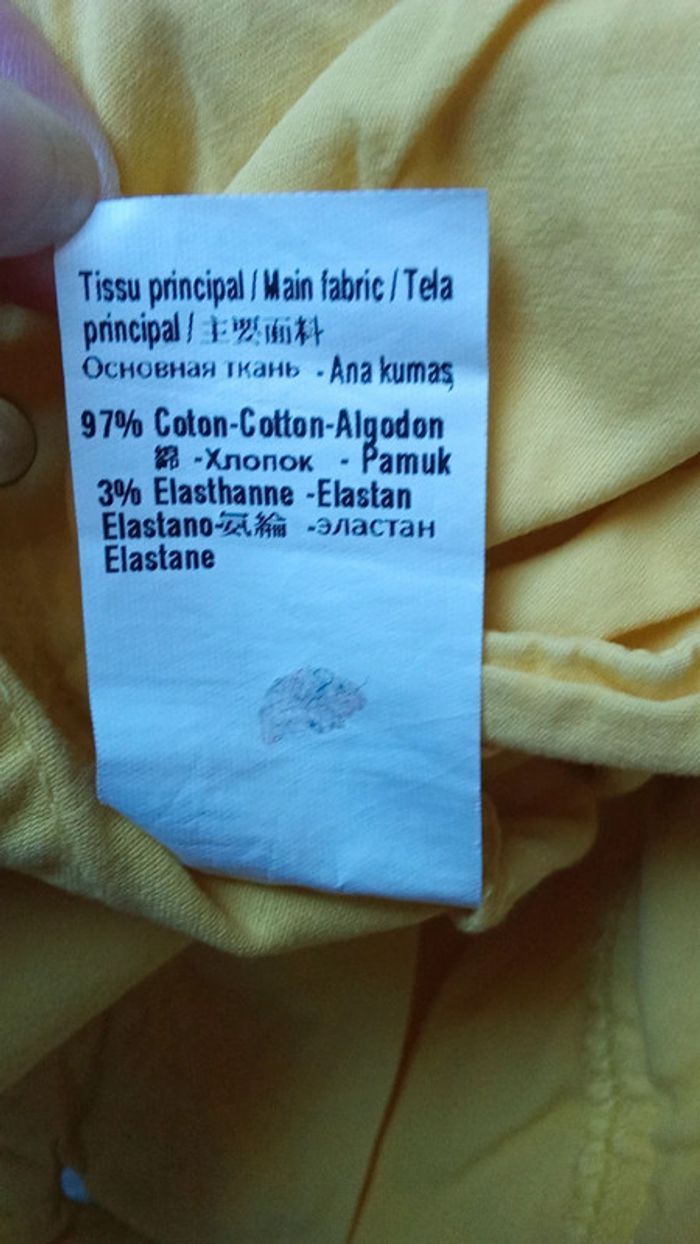 Tissu principal / Main fabric / Tela
principal / 主要面料
Основная ткань - Ana kumaş
97% Coton-Cotton-Algodon
綿 -Хлопок - Pamuk
3% Elasthanne -Elastan
Elastano-氨綸 -эластан
Elastane